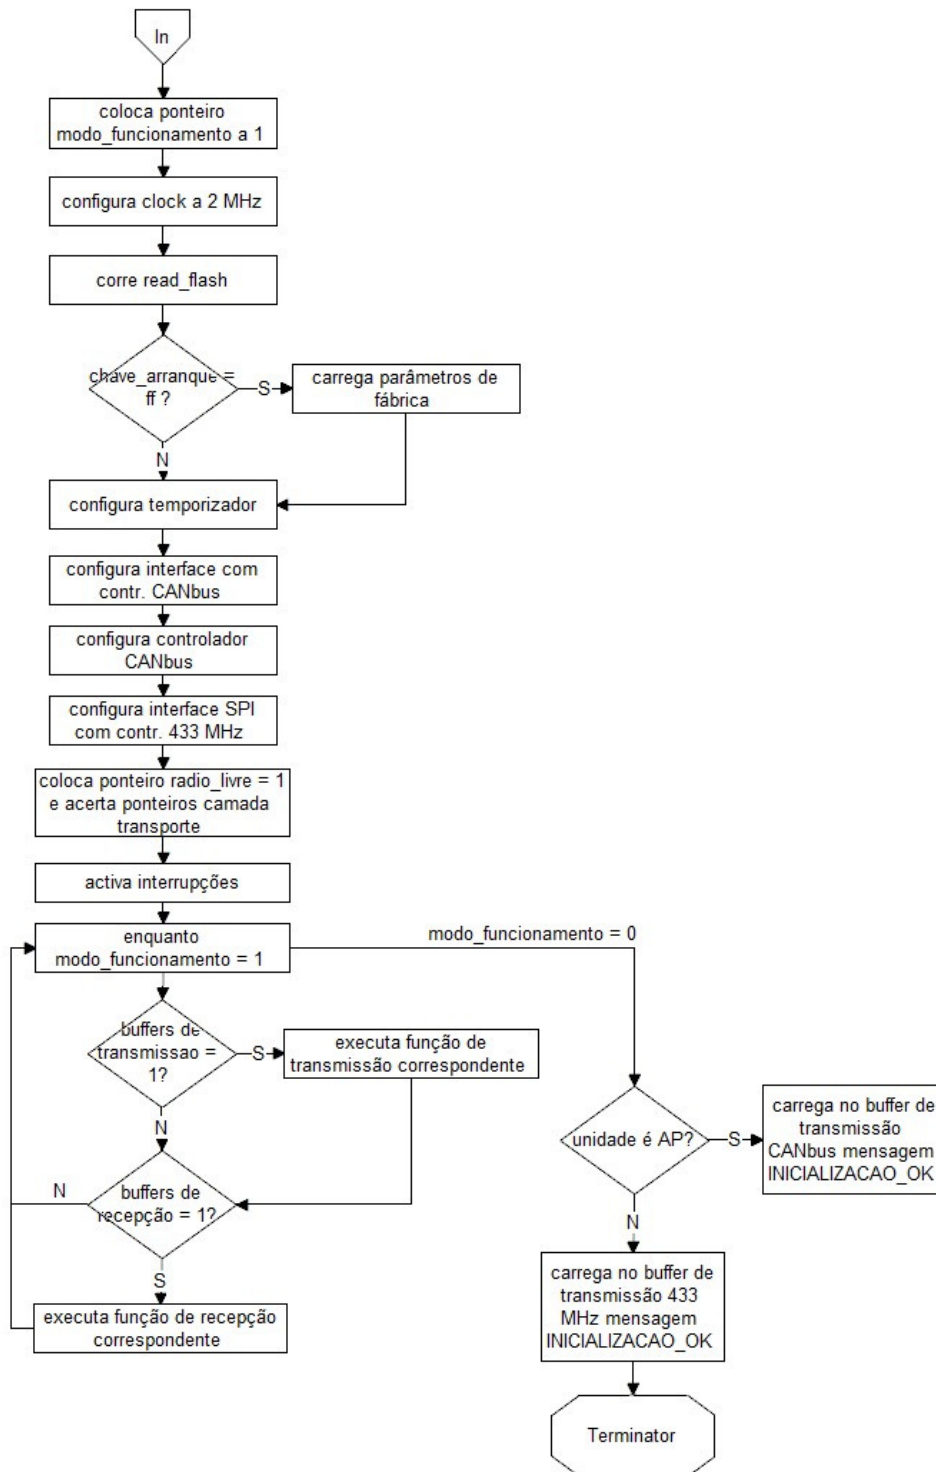 In
coloca ponteiro
modo_funcionamento a 1
configura clock a 2 MHz
corre read_flash
chave_arranque =
ff ?
S
carrega parâmetros de
fábrica
N
configura temporizador
configura interface com
contr. CANbus
configura controlador
CANbus
configura interface SPI
com contr. 433 MHz
coloca ponteiro radio_livre = 1
e acerta ponteiros camada
transporte
activa interrupções
enquanto
modo_funcionamento = 1
modo_funcionamento = 0
buffers de
transmissao =
1?
S
executa função de
transmissão correspondente
N
buffers de
recepção = 1?
N
S
executa função de recepção
correspondente
unidade é AP?
S
carrega no buffer de
transmissão
CANbus mensagem
INICIALIZACAO_OK
N
carrega no buffer de
transmissão 433
MHz mensagem
INICIALIZACAO_OK
Terminator